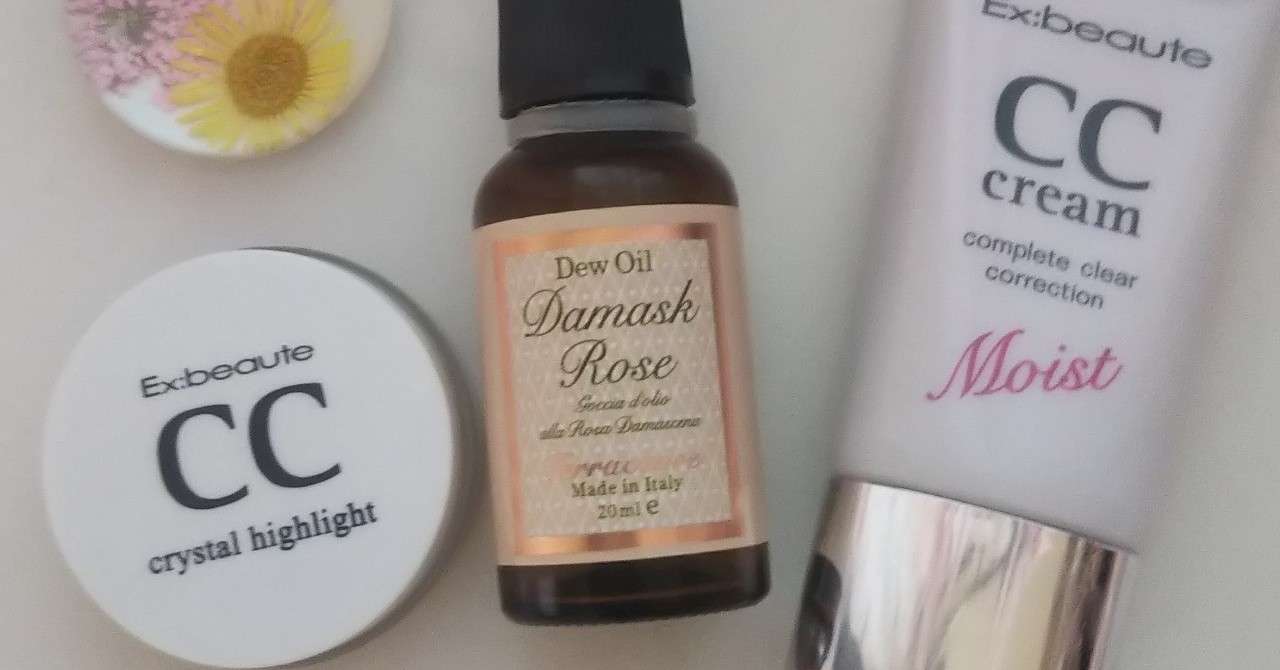 Ex:beaute
CC
crystal highlight
Dew Oil
Damask
Rose
Goccia d'olio
alla Rosa Damascena
Made in Italy
20ml e
Ex:beaute
CC
cream
complete clear
correction
Moist